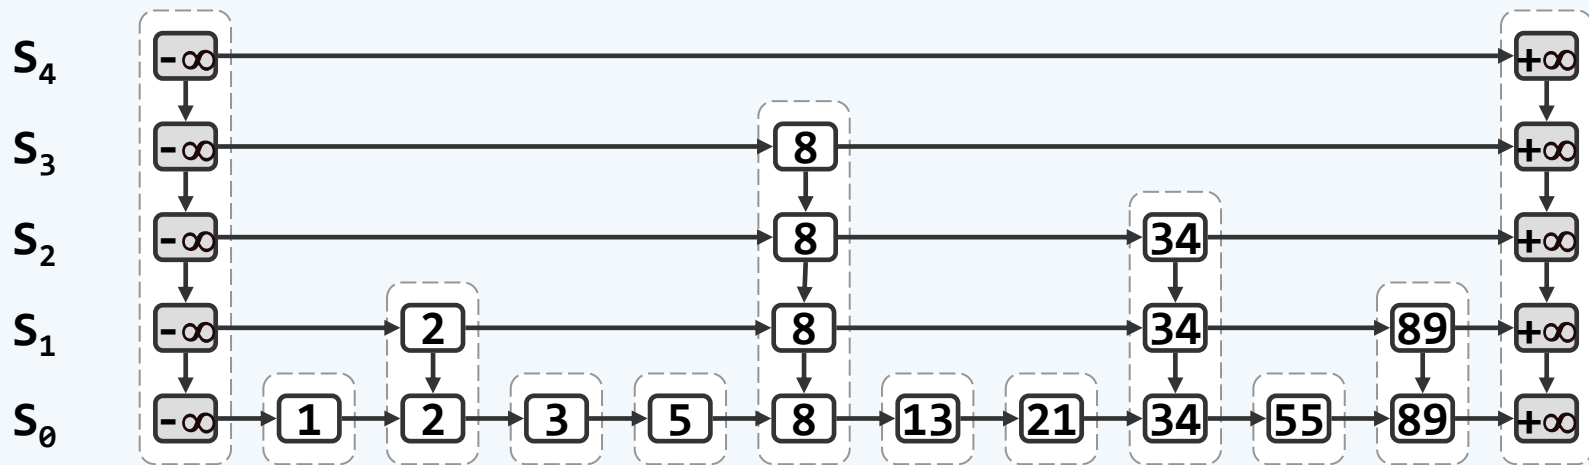 S4 -∞ +∞
S3 -∞ 8 +∞
S2 -∞ 8 34 +∞
S1 -∞ 2 8 34 89 +∞
S0 -∞ 1 2 3 5 8 13 21 34 55 89 +∞